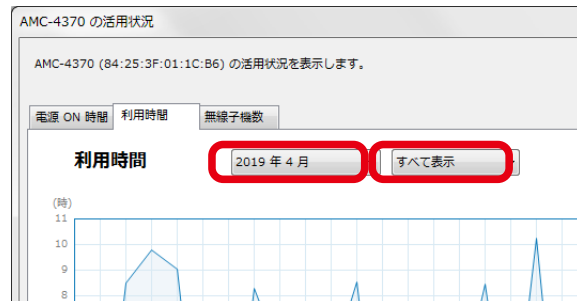 AMC-4370 の活用状況
AMC-4370 (84:25:3F:01:1C:B6) の活用状況を表示します。
電源 ON 時間 利用時間 無線子機数
利用時間 2019 年 4 月 すべて表示
(時)
11
10
9
8